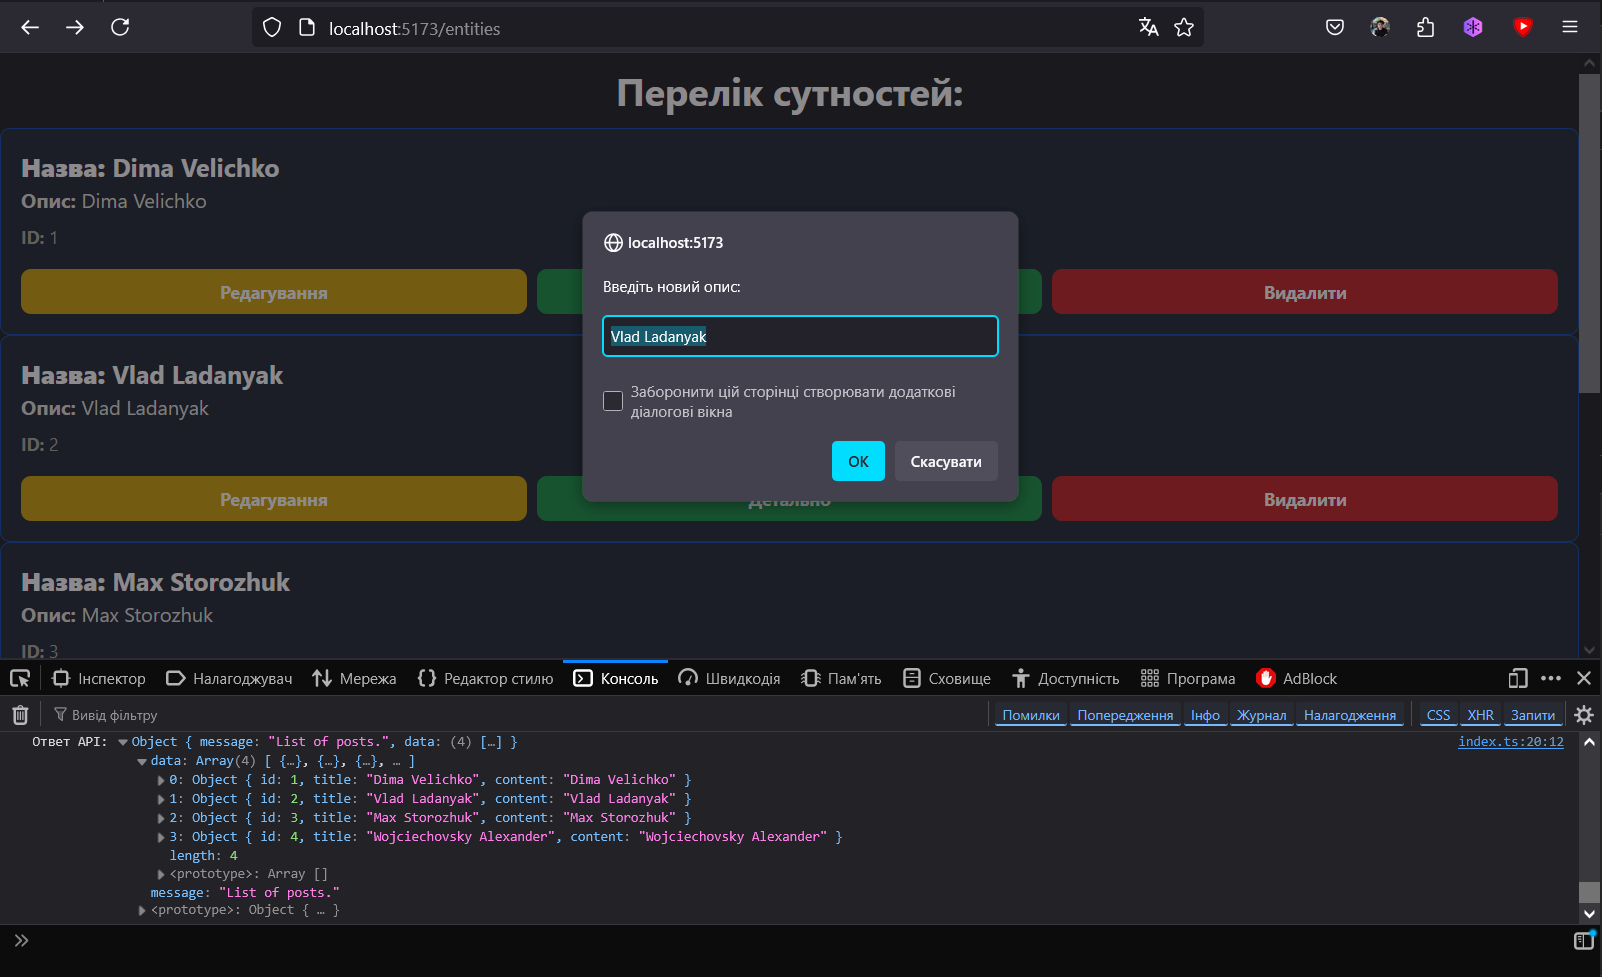 localhost:5173/entities
Перелік сутностей:
Назва: Dima Velichko
Опис: Dima Velichko
ID: 1
Редагування
Видалити
localhost:5173
Введіть новий опис:
Vlad Ladanyak
Заборонити цій сторінці створювати додаткові
діалогові вікна
OK
Скасувати
Назва: Vlad Ladanyak
Опис: Vlad Ladanyak
ID: 2
Редагування
Детально
Видалити
Назва: Max Storozhuk
Опис: Max Storozhuk
ID: 3
Інспектор Налагоджувач Мережа Редактор стилю Консоль Швидкодія Пам'ять Сховище Доступність Програма AdBlock
Вивід фільтру Помилки Попередження Інфо Журнал Налагодження CSS XHR Запити
Ответ API: Object { message: "List of posts.", data: (4) […] } index.ts:20:12
data: Array(4) [ {…}, {…}, {…}, … ]
0: Object { id: 1, title: "Dima Velichko", content: "Dima Velichko" }
1: Object { id: 2, title: "Vlad Ladanyak", content: "Vlad Ladanyak" }
2: Object { id: 3, title: "Max Storozhuk", content: "Max Storozhuk" }
3: Object { id: 4, title: "Wojciechovsky Alexander", content: "Wojciechovsky Alexander" }
length: 4
<prototype>: Array []
message: "List of posts."
<prototype>: Object { … }